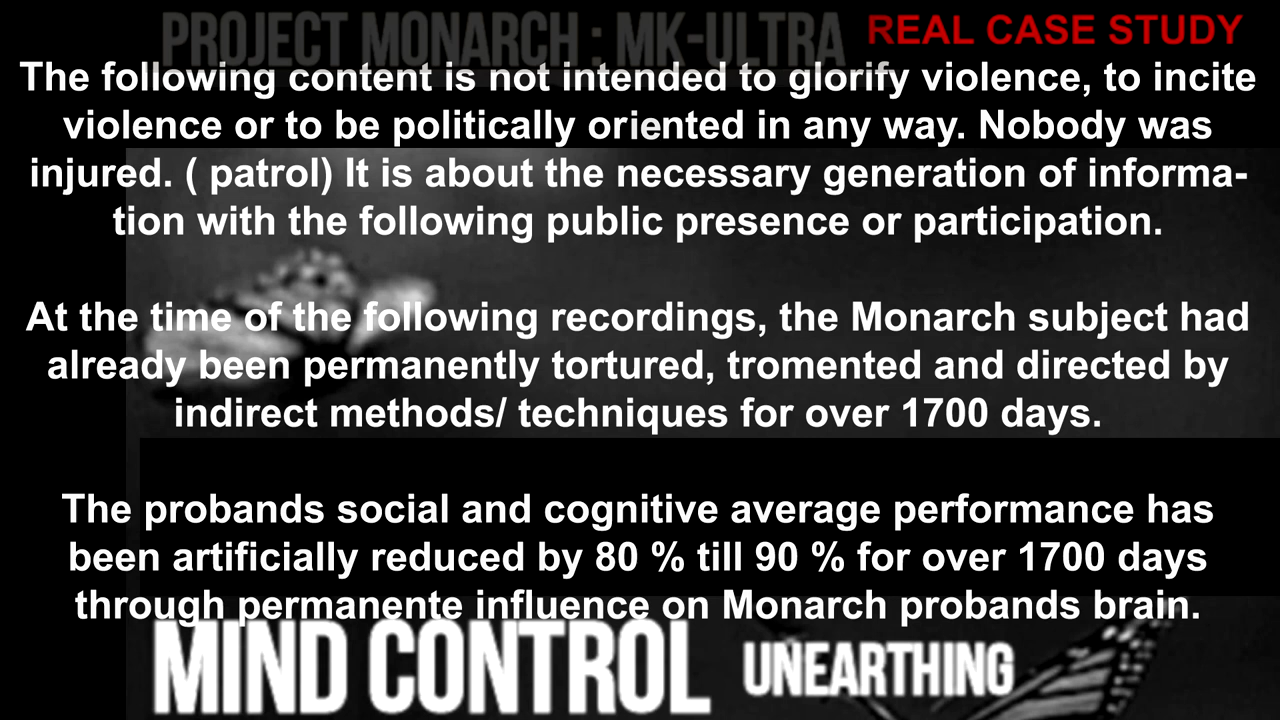 PROJECT MONARCH : MK-ULTRA REAL CASE STUDY
The following content is not intended to glorify violence, to incite
violence or to be politically oriented in any way. Nobody was
injured. ( patrol) It is about the necessary generation of informa-
tion with the following public presence or participation.
At the time of the following recordings, the Monarch subject had
already been permanently tortured, tromented and directed by
indirect methods/ techniques for over 1700 days.
The probands social and cognitive average performance has
been artificially reduced by 80 % till 90 % for over 1700 days
through permanente influence on Monarch probands brain.
MIND CONTROL UNEARTHING